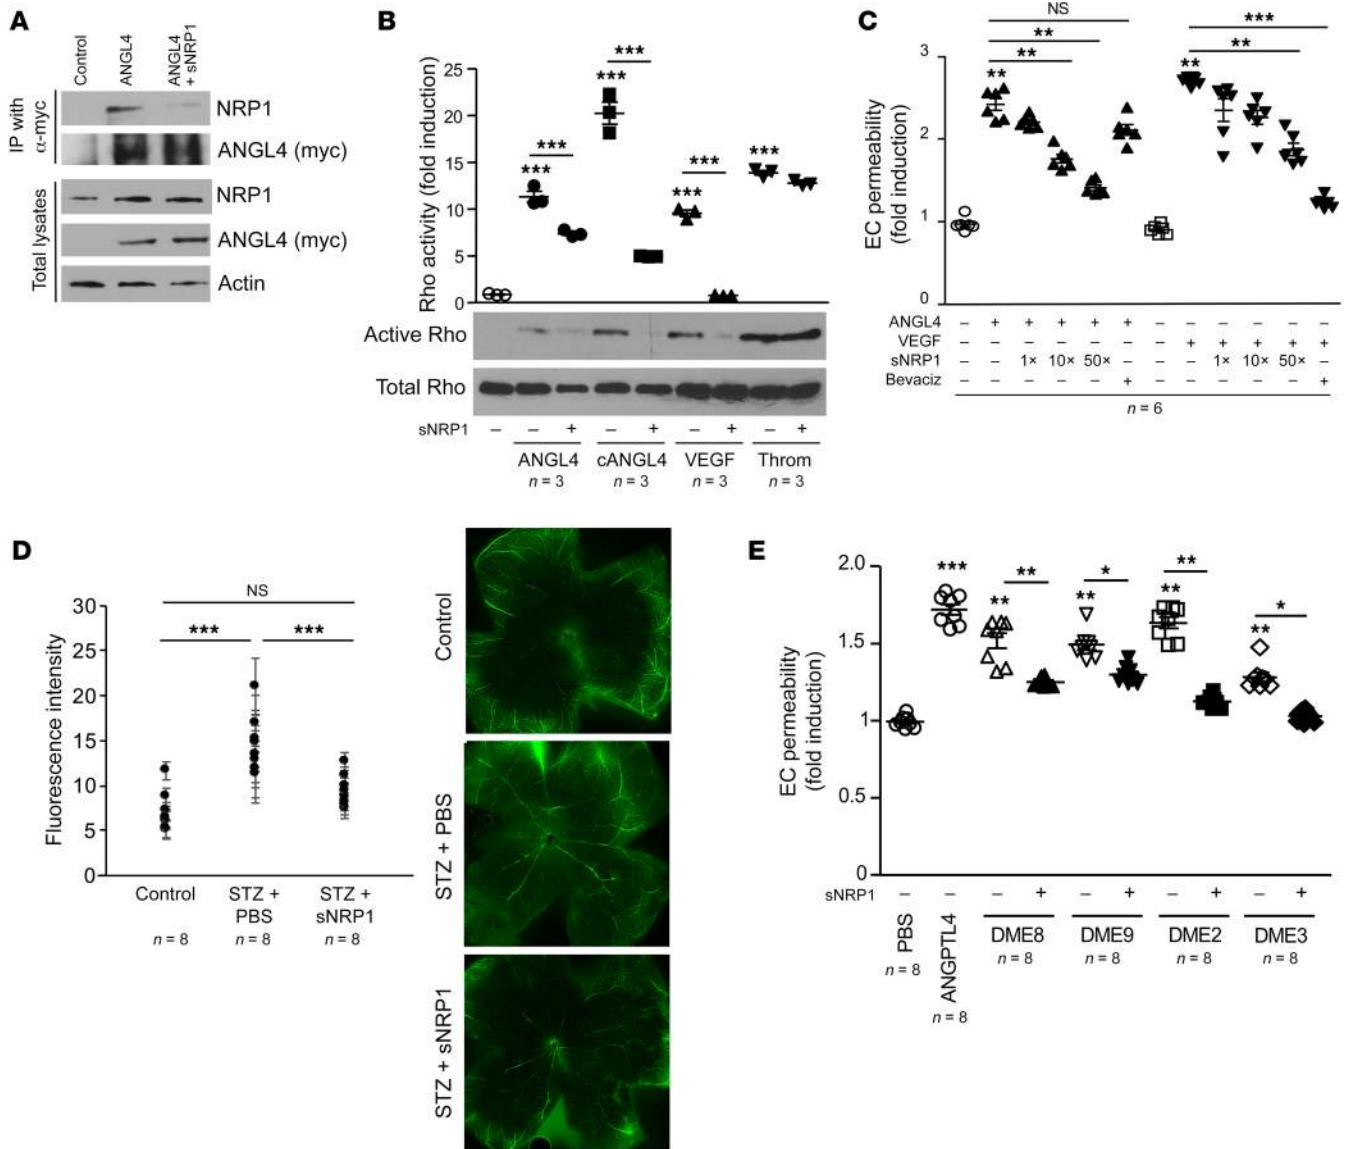 A
Control
ANGL4
ANGL4
+ sNRP1
IP with
α-myc
NRP1
ANGL4 (myc)
Total lysates
NRP1
ANGL4 (myc)
Actin
B
Rho activity (fold induction)
25
20
15
10
5
0
***
***
***
***
***
***
***
Active Rho
Total Rho
sNRP1 – – + – + – + – +
ANGL4 cANGL4 VEGF Throm
n = 3 n = 3 n = 3 n = 3
C
EC permeability
(fold induction)
3
2
1
0
NS
**
**
**
***
**
**
ANGL4 – + + + + + – – – – – –
VEGF – – – – – – – + + + + +
sNRP1 – – 1× 10× 50× – – – 1× 10× 50× –
Bevaciz – – – – – + – – – – – +
n = 6
D
Fluorescence intensity
30
25
20
15
10
5
0
NS
*** ***
Control STZ + STZ +
PBS sNRP1
n = 8 n = 8 n = 8
Control
STZ + PBS
STZ + sNRP1
E
EC permeability
(fold induction)
2.0
1.5
1
0.5
0
***
**
**
*
**
**
**
*
**
sNRP1 – – – + – + – + – +
PBS
n = 8
ANGPTL4
n = 8
DME8 DME9 DME2 DME3
n = 8 n = 8 n = 8 n = 8